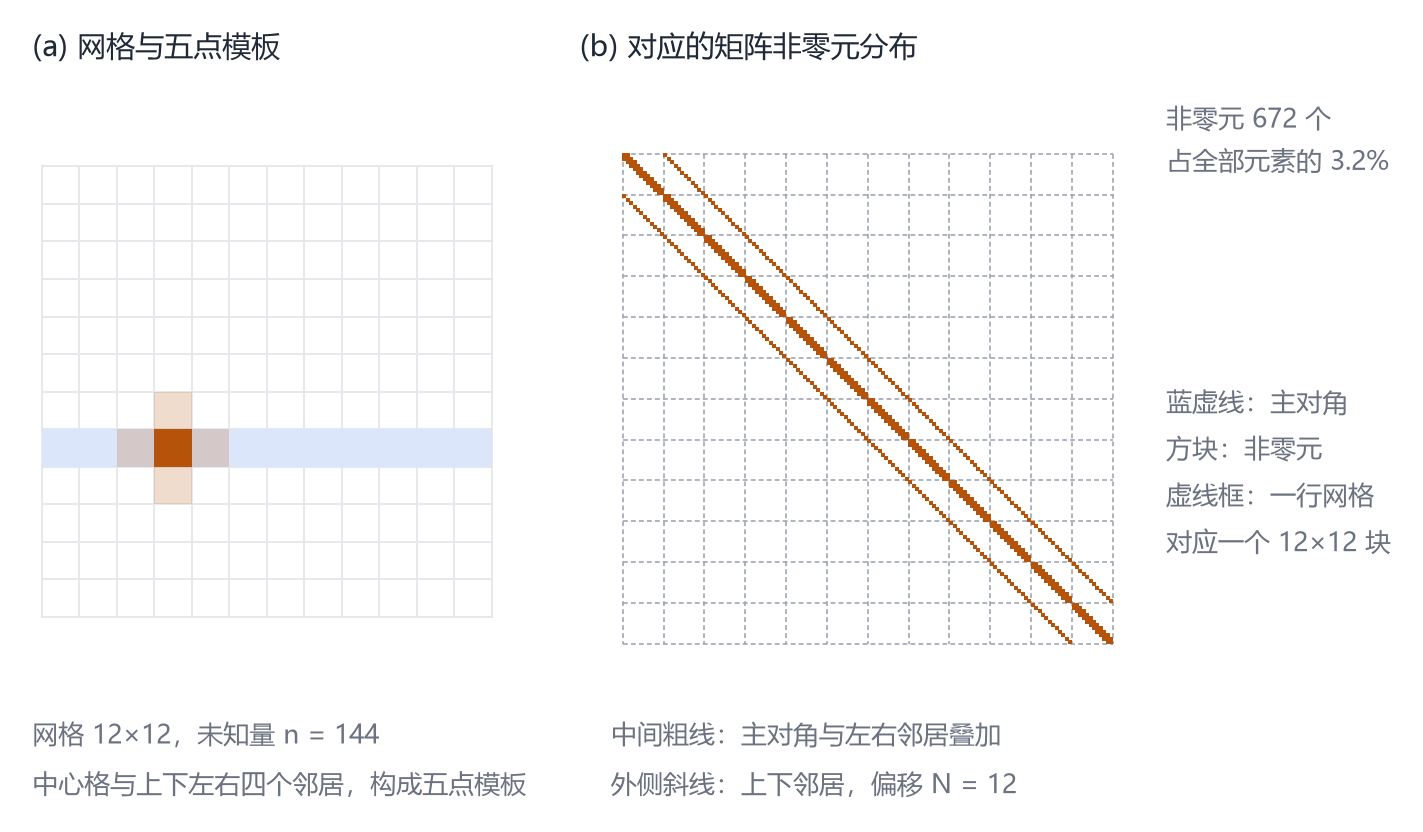 (a) 网格与五点模板
(b) 对应的矩阵非零元分布
非零元 672 个
占全部元素的 3.2%
蓝虚线：主对角
方块：非零元
虚线框：一行网格
对应一个 12×12 块
网格 12×12，未知量 n = 144
中心格与上下左右四个邻居，构成五点模板
中间粗线：主对角与左右邻居叠加
外侧斜线：上下邻居，偏移 N = 12